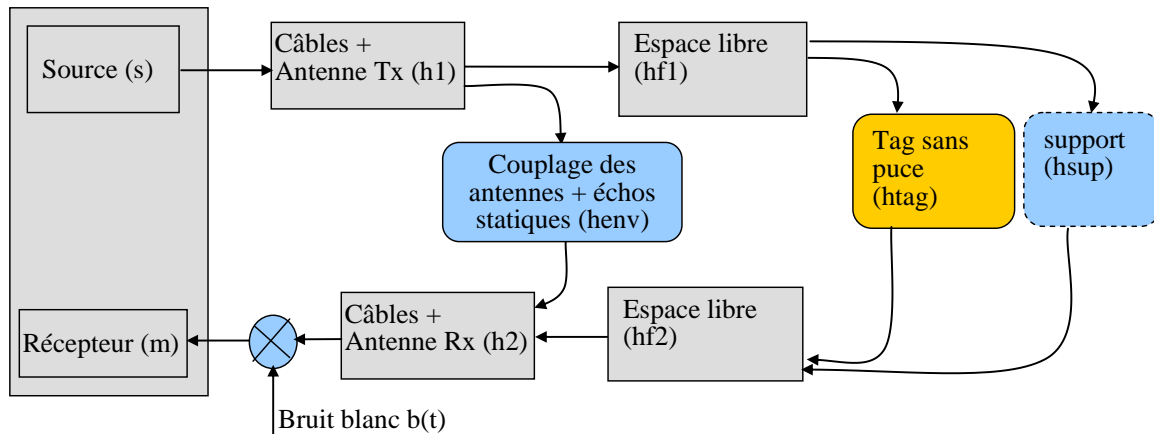 Source (s)
Câbles +
Antenne Tx (h1)
Espace libre
(hf1)
Couplage des
antennes + échos
statiques (henv)
Tag sans
puce
(htag)
support
(hsup)
Récepteur (m)
Câbles +
Antenne Rx (h2)
Espace libre
(hf2)
Bruit blanc b(t)